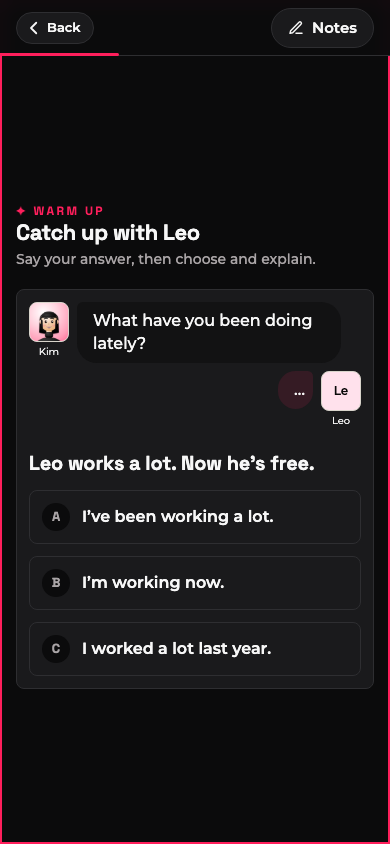 Back
Notes
✦ WARM UP
Catch up with Leo
Say your answer, then choose and explain.
What have you been doing
lately?
Kim
...
Le
Leo
Leo works a lot. Now he's free.
A
I've been working a lot.
B
I'm working now.
C
I worked a lot last year.